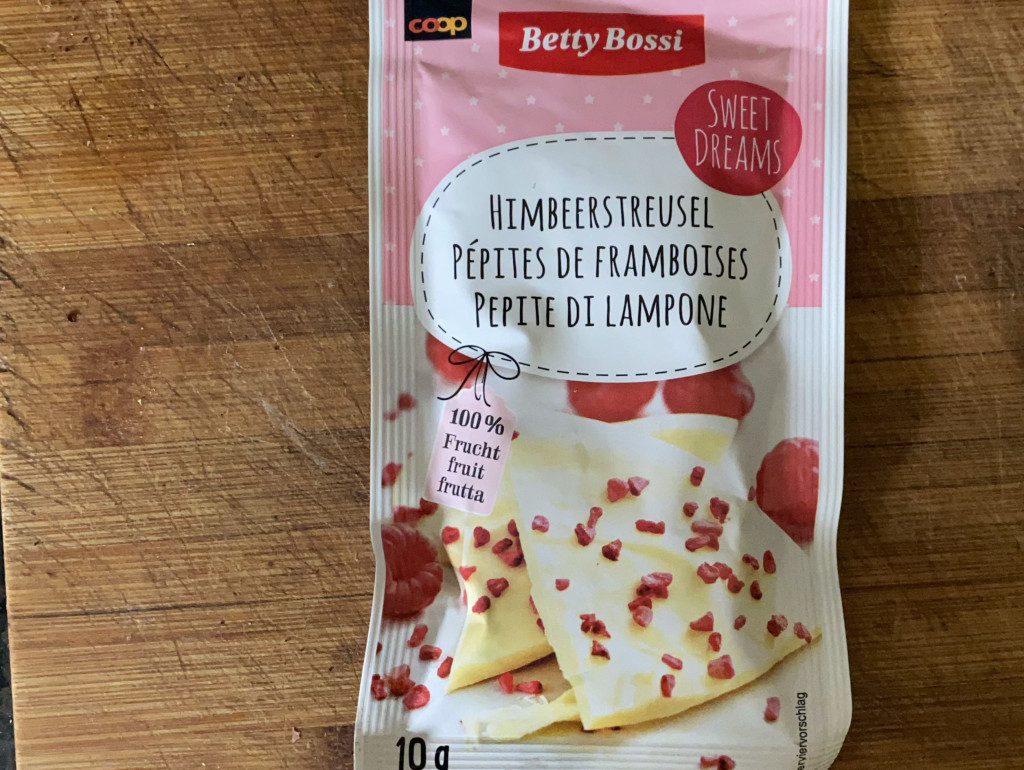 coop
Betty Bossi
SWEET
DREAMS
HIMBEERSTREUSEL
PÉPITES DE FRAMBOISES
PEPITE DI LAMPONE
100%
Frucht
fruit
frutta
10 g